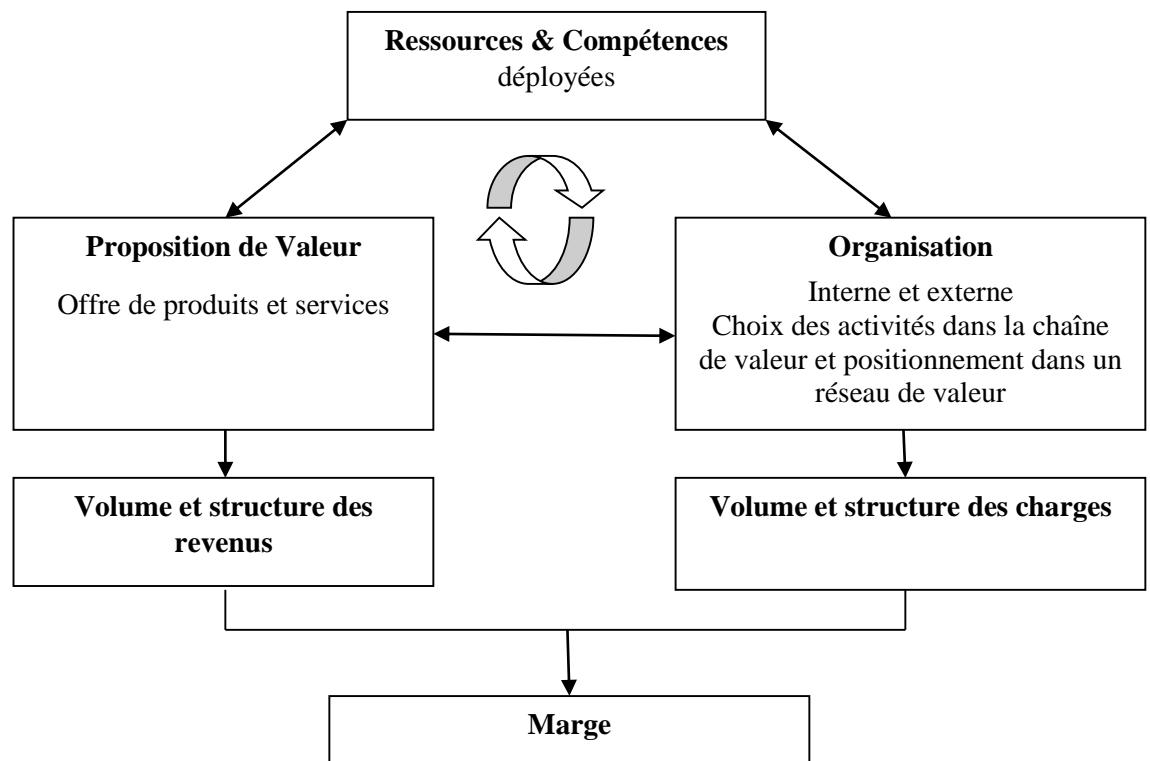 Ressources & Compétences
déployées
Proposition de Valeur
Offre de produits et services
Organisation
Interne et externe
Choix des activités dans la chaîne
de valeur et positionnement dans un
réseau de valeur
Volume et structure des
revenus
Volume et structure des charges
Marge